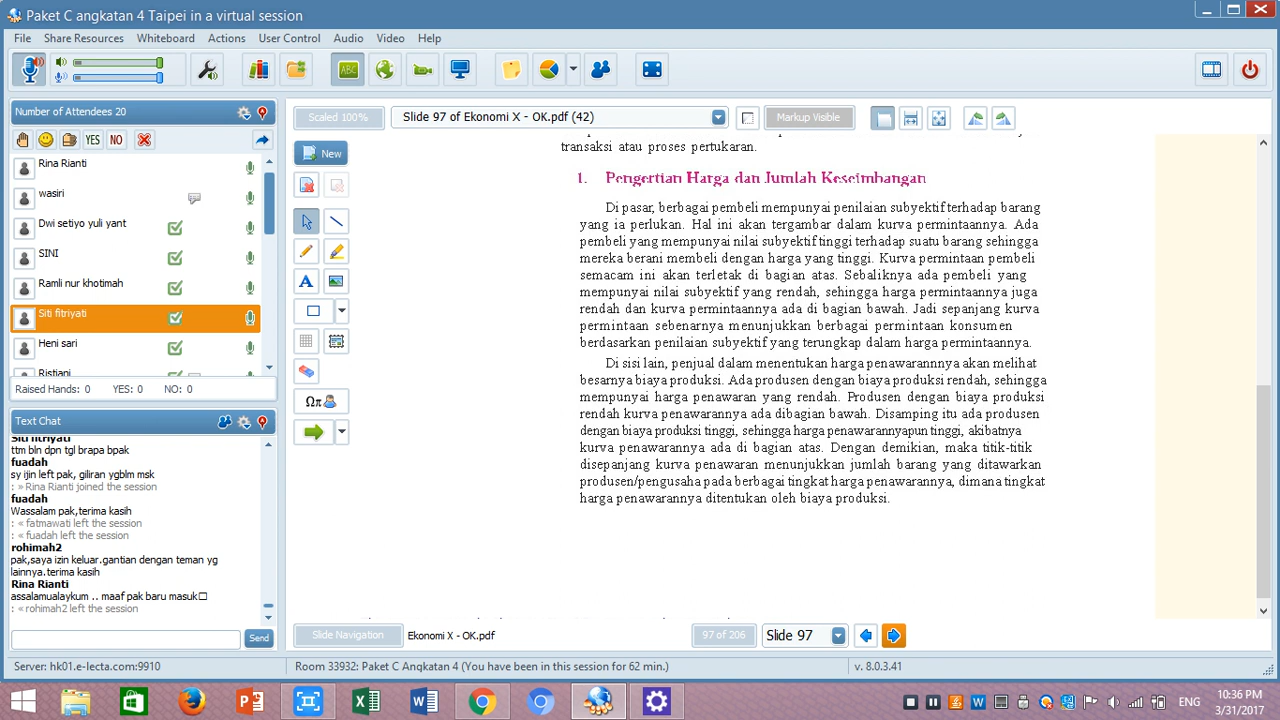 Paket C angkatan 4 Taipei in a virtual session
File Share Resources Whiteboard Actions User Control Audio Video Help
Number of Attendees 20
YES NO
Rina Rianti
wasiri
Dwi setiyo yuli yant
SINI
Ramli nur khotimah
Siti fitriyati
Heni sari
Ristiani
Raised Hands: 0 YES: 0 NO: 0
Text Chat
Siti fitriyati
ttm bln dpn tgl brapa bpak
fuadah
sy ijin left pak, giliran ygblm msk
: » Rina Rianti joined the session
fuadah
Wassalam pak,terima kasih
: « fatmawati left the session
: « fuadah left the session
rohimah2
pak,saya izin keluar.gantian dengan teman yg
lainnya.terima kasih
Rina Rianti
assalamualaykum .. maaf pak baru masuk□
: « rohimah2 left the session
Send
Scaled 100%
Slide 97 of Ekonomi X - OK.pdf (42)
Markup Visible
New
ABC
A
Ωπ
transaksi atau proses pertukaran.
1. Pengertian Harga dan Jumlah Keseimbangan
Di pasar, berbagai pembeli mempunyai penilaian subyektif terhadap barang
yang ia perlukan. Hal ini akan tergambar dalam kurva permintaannya. Ada
pembeli yang mempunyai nilai subyektif tinggi terhadap suatu barang sehingga
mereka berani membeli dengan harga yang tinggi. Kurva permintaan pembeli
semacam ini akan terletak di bagian atas. Sebaliknya ada pembeli yang
mempunyai nilai subyektif yang rendah, sehingga harga permintaannya juga
rendah dan kurva permintaannya ada di bagian bawah. Jadi sepanjang kurva
permintaan sebenarnya menunjukkan berbagai permintaan konsumen
berdasarkan penilaian subyektif yang terungkap dalam harga permintaannya.
Di sisi lain, penjual dalam menentukan harga penawarannnya akan melihat
besarnya biaya produksi. Ada produsen dengan biaya produksi rendah, sehingga
mempunyai harga penawaran yang rendah. Produsen dengan biaya produksi
rendah kurva penawarannya ada dibagian bawah. Disamping itu ada produsen
dengan biaya produksi tinggi, sehingga harga penawarannyapun tinggi, akibatnya
kurva penawarannya ada di bagian atas. Dengan demikian, maka titik-titik
disepanjang kurva penawaran menunjukkan jumlah barang yang ditawarkan
produsen/pengusaha pada berbagai tingkat harga penawarannya, dimana tingkat
harga penawarannya ditentukan oleh biaya produksi.
Slide Navigation Ekonomi X - OK.pdf 97 of 206 Slide 97
Server: hk01.e-lecta.com:9910 Room 33932: Paket C Angkatan 4 (You have been in this session for 62 min.) v. 8.0.3.41
ENG
10:36 PM
3/31/2017